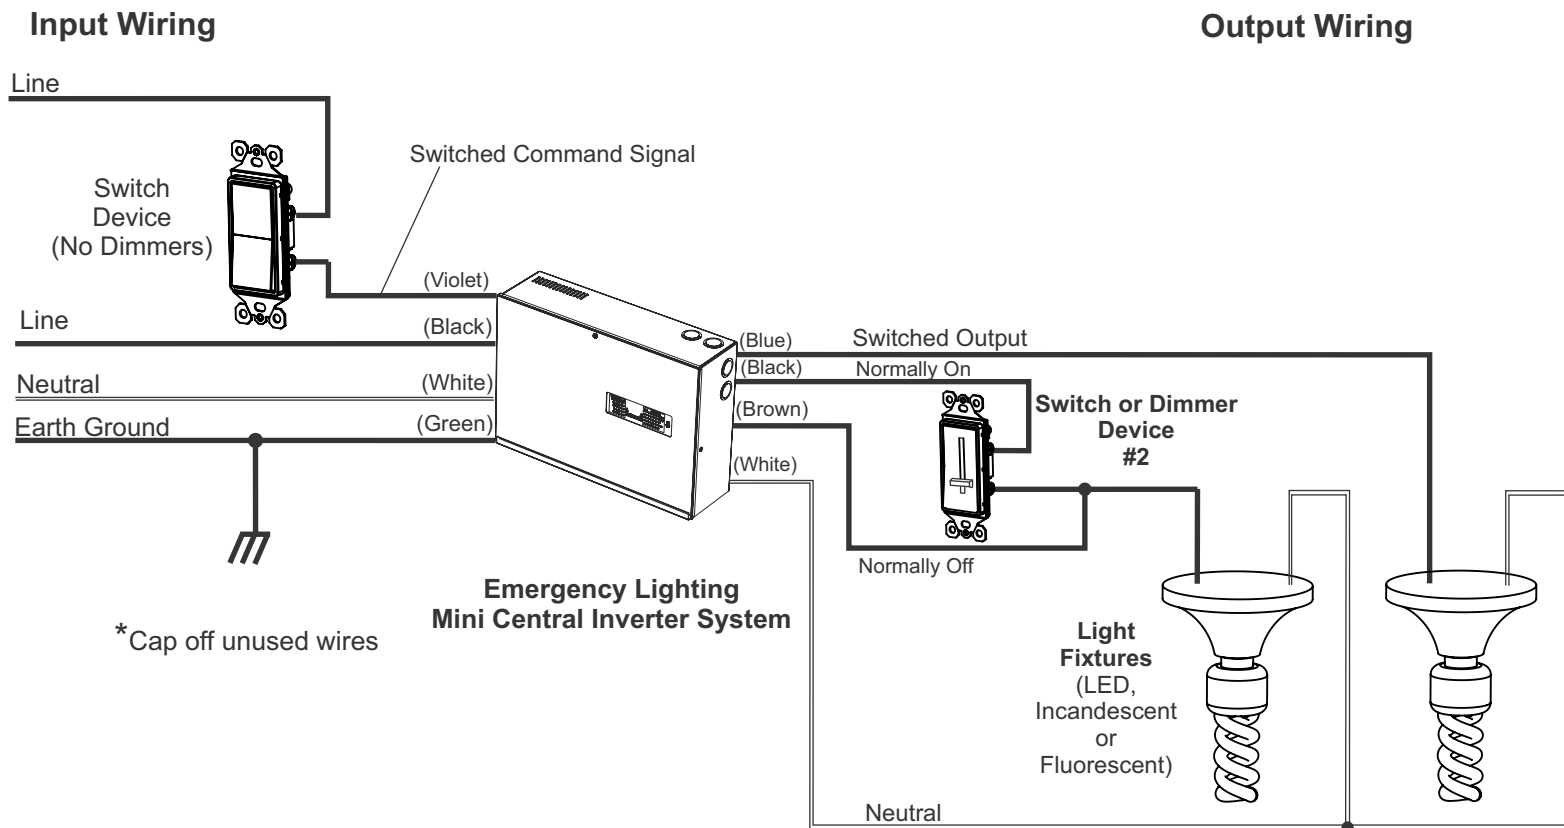 Input Wiring
Output Wiring
Line
Switched Command Signal
Switch
Device
(No Dimmers)
(Violet)
Line
(Black)
Neutral
(White)
Earth Ground
(Green)
(Blue)
Switched Output
(Black)
Normally On
(Brown)
Switch or Dimmer
Device
#2
(White)
Normally Off
Emergency Lighting
Mini Central Inverter System
*Cap off unused wires
Light
Fixtures
(LED,
Incandescent
or
Fluorescent)
Neutral